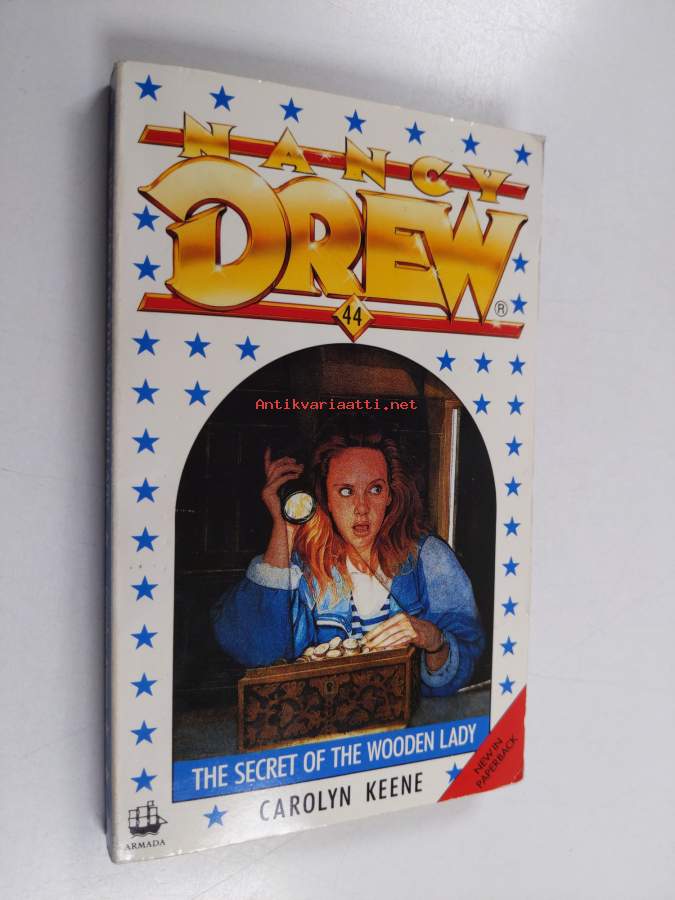 NANCY
DREW®
44
Antikvariaatti.net
THE SECRET OF THE WOODEN LADY
NEW IN
PAPERBACK
CAROLYN KEENE
ARMADA